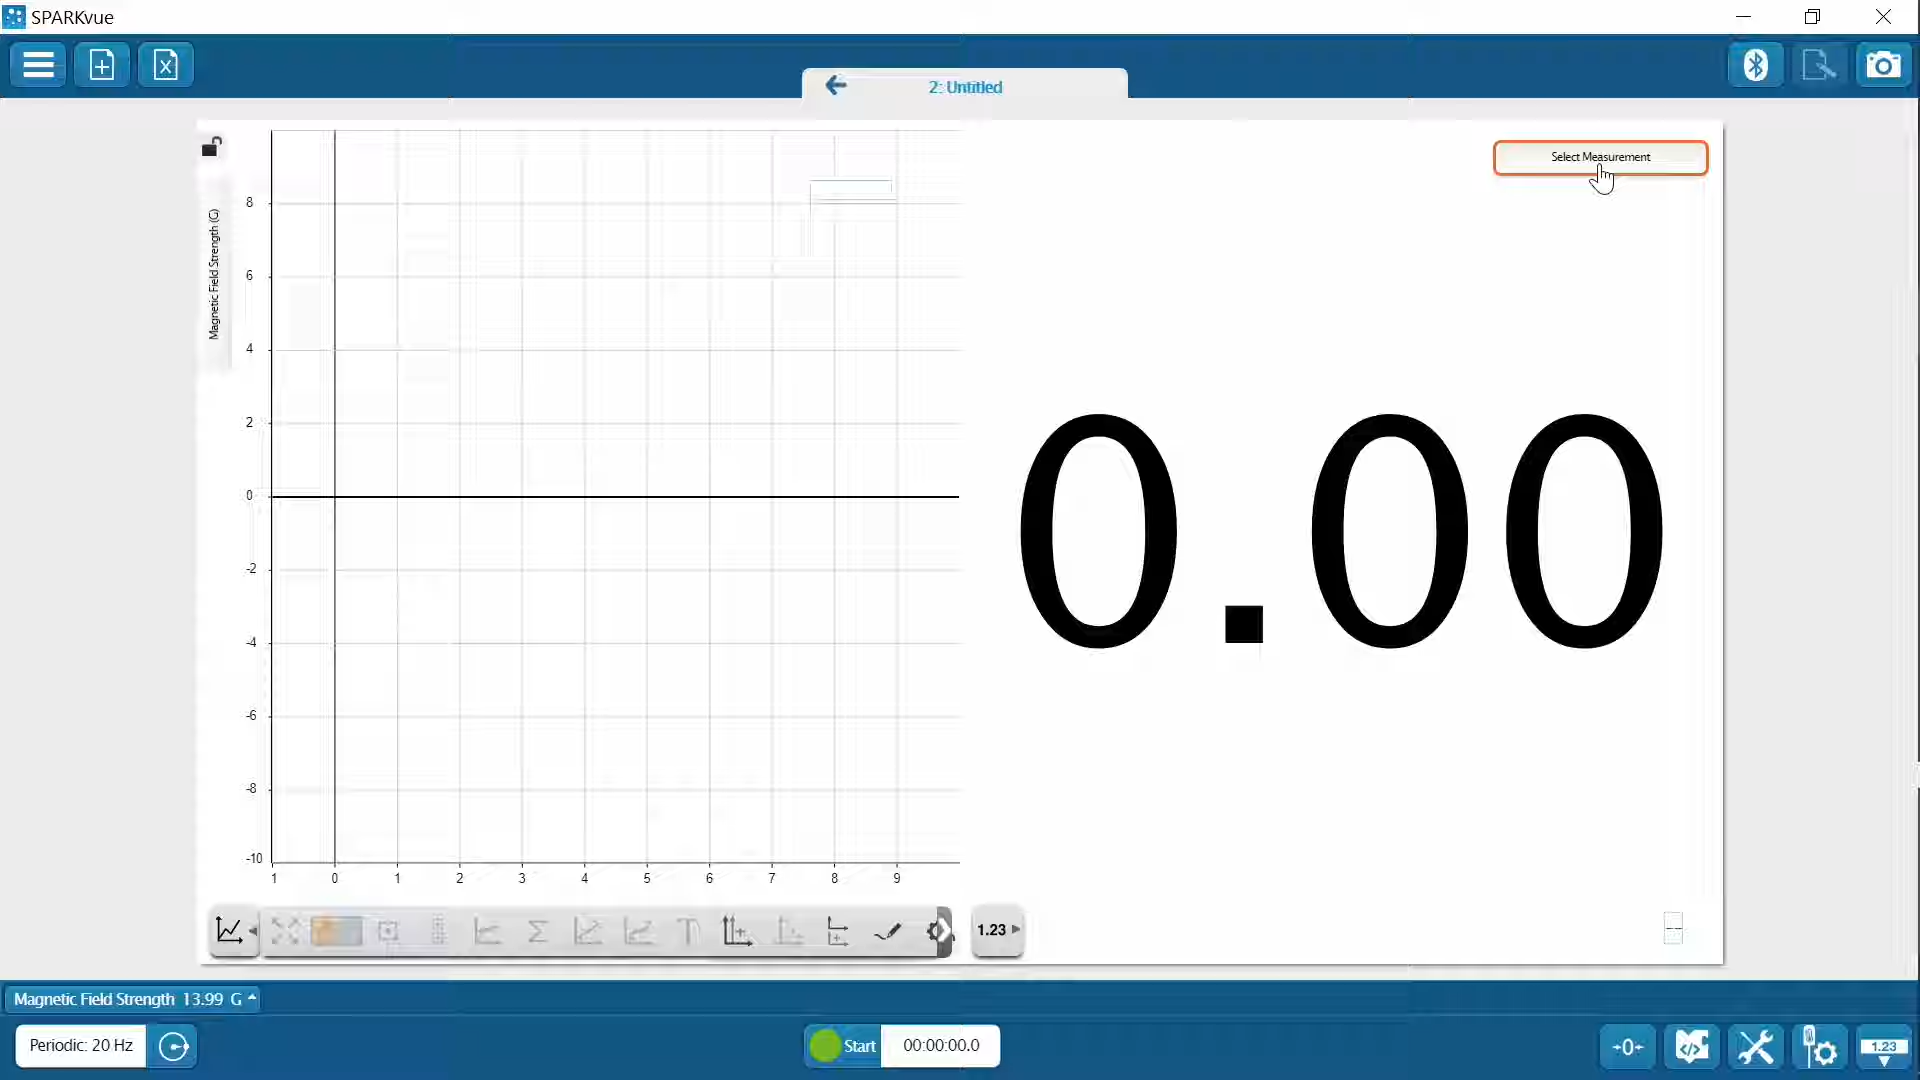 SPARKvue
2: Untitled
Select Measurement
Magnetic Field Strength (G)
8
6
4
2
0
-2
-4
-6
-8
-10
1 0 1 2 3 4 5 6 7 8 9
0.00
1.23
Magnetic Field Strength 13.99 G
Periodic: 20 Hz
Start
00:00:00.0
-0-
1.23